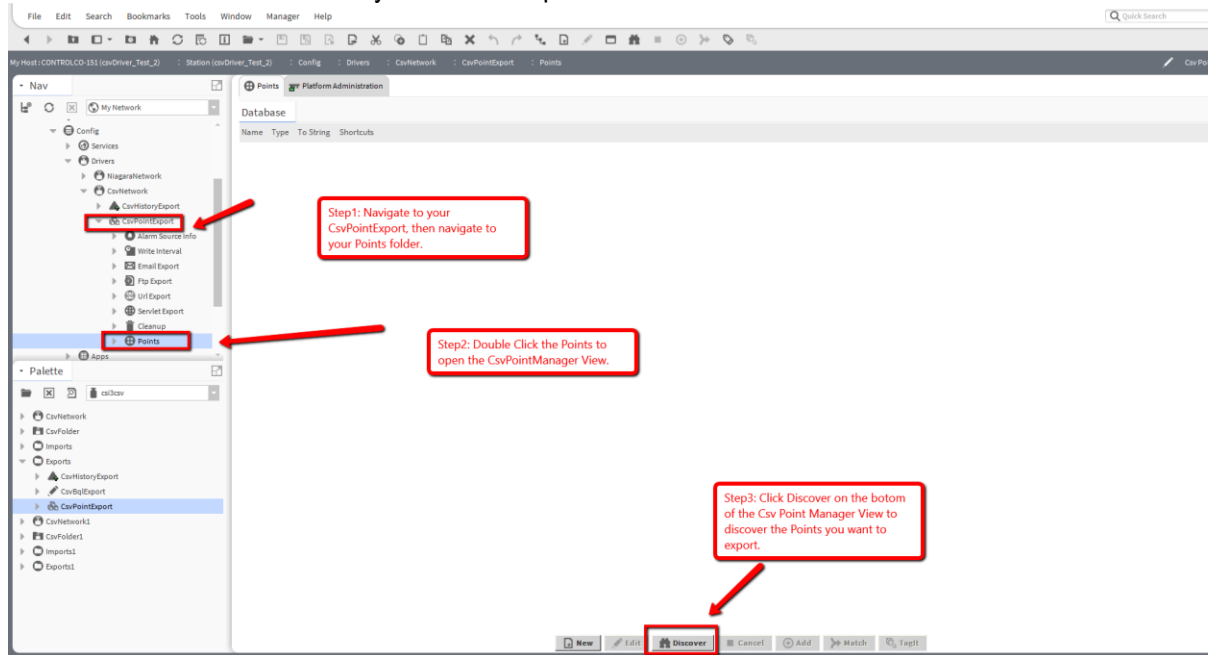 File Edit Search Bookmarks Tools Window Manager Help
Quick Search
My Host : CONTROLCO-151 (csvDriver_Test_2) : Station (csvDriver_Test_2) : Config : Drivers : CsvNetwork : CsvPointExport : Points
Csv Poi
Nav
My Network
Config
Services
Drivers
NiagaraNetwork
CsvNetwork
CsvHistoryExport
CsvPointExport
Alarm Source Info
Write Interval
Email Export
Ftp Export
Url Export
Servlet Export
Cleanup
Points
Apps
Palette
csi3csv
CsvNetwork
CsvFolder
Imports
Exports
CsvHistoryExport
CsvBqlExport
CsvPointExport
CsvNetwork1
CsvFolder1
Imports1
Exports1
Points Platform Administration
Database
Name Type To String Shortcuts
Step1: Navigate to your
CsvPointExport, then navigate to
your Points folder.
Step2: Double Click the Points to
open the CsvPointManager View.
Step3: Click Discover on the botom
of the Csv Point Manager View to
discover the Points you want to
export.
New Edit Discover Cancel Add Match TagIt